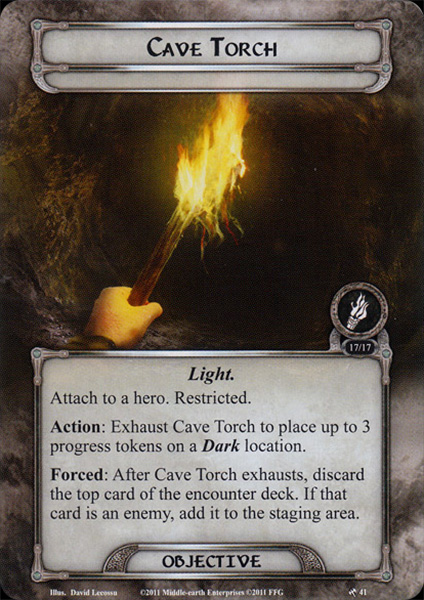 CAVE TORCH
17/17
Light.
Attach to a hero. Restricted.
Action: Exhaust Cave Torch to place up to 3
progress tokens on a Dark location.
Forced: After Cave Torch exhausts, discard
the top card of the encounter deck. If that
card is an enemy, add it to the staging area.
OBJECTIVE
Illus. David Lecossu ©2011 Middle-earth Enterprises ©2011 FFG 41